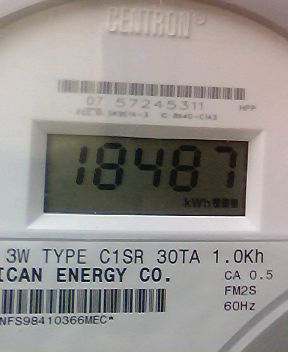 CENTRON®
07 57245311 HPP
18487
kWh
3W TYPE C1SR 30TA 1.0Kh
ICAN ENERGY CO. CA 0.5
FM2S
NFS98410366MEC* 60Hz